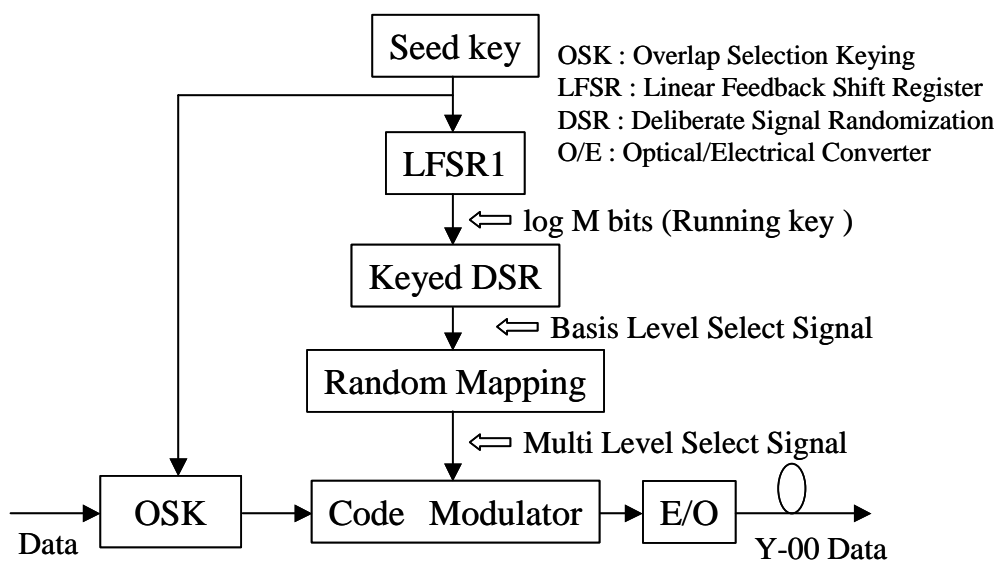 Seed key
OSK : Overlap Selection Keying
LFSR : Linear Feedback Shift Register
DSR : Deliberate Signal Randomization
O/E : Optical/Electrical Converter
LFSR1
log M bits (Running key )
Keyed DSR
Basis Level Select Signal
Random Mapping
Multi Level Select Signal
Data
OSK
Code Modulator
E/O
Y-00 Data